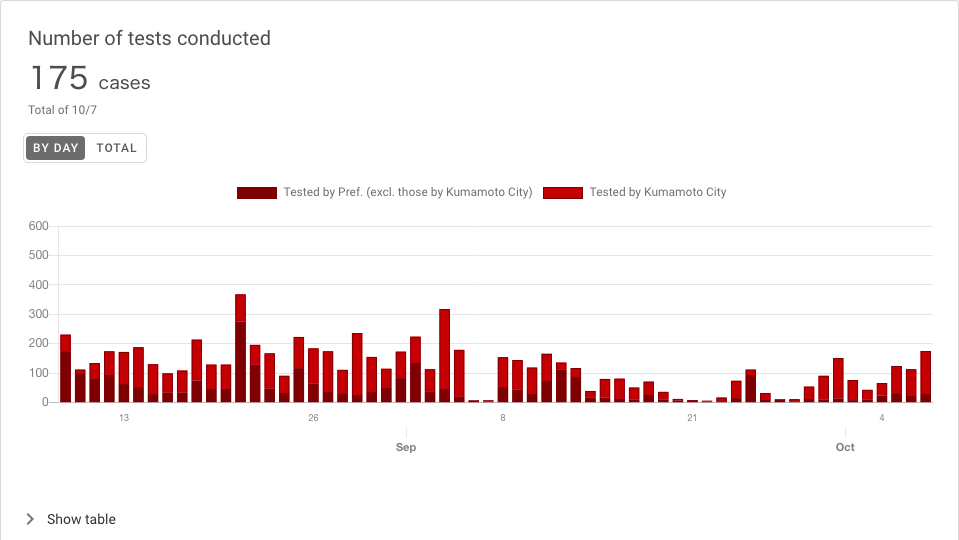 Number of tests conducted
175 cases
Total of 10/7
BY DAY TOTAL
Tested by Pref. (excl. those by Kumamoto City) Tested by Kumamoto City
600
500
400
300
200
100
0
13 26 8 21 4
Sep Oct
Show table